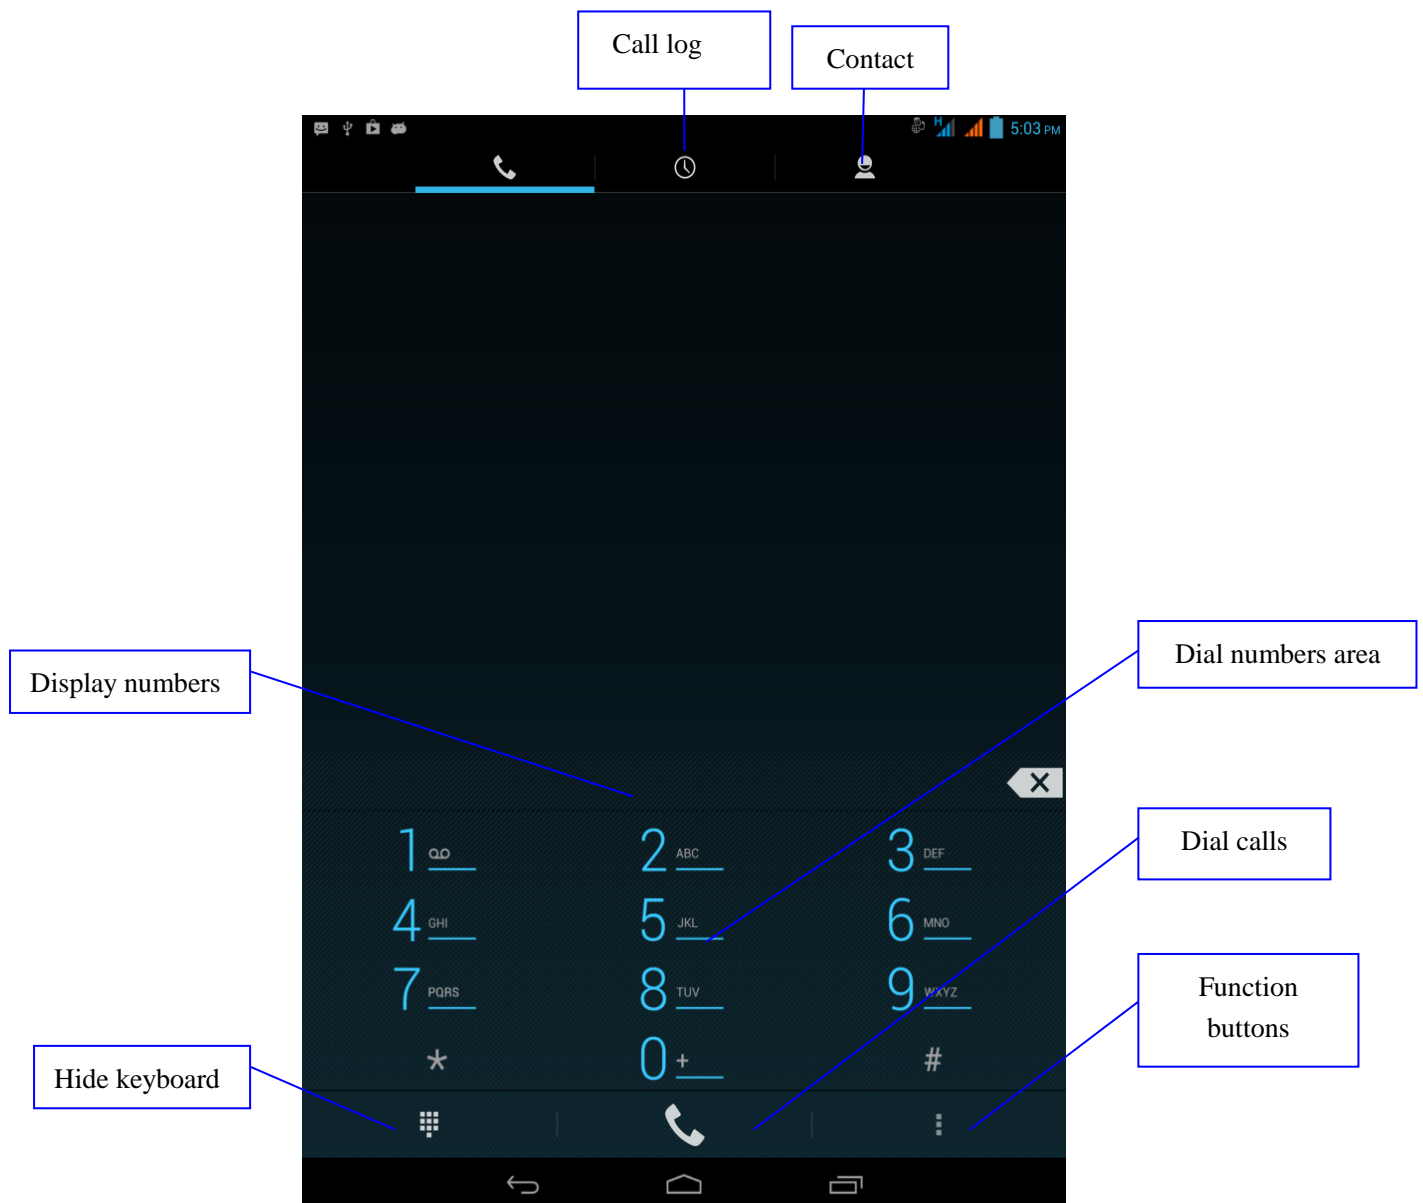 Call log
Contact
H
5:03 PM
Display numbers
Dial numbers area
1
2 ABC
3 DEF
Dial calls
4 GHI
5 JKL
6 MNO
7 PQRS
8 TUV
9 WXYZ
Function
buttons
* 0 + #
Hide keyboard